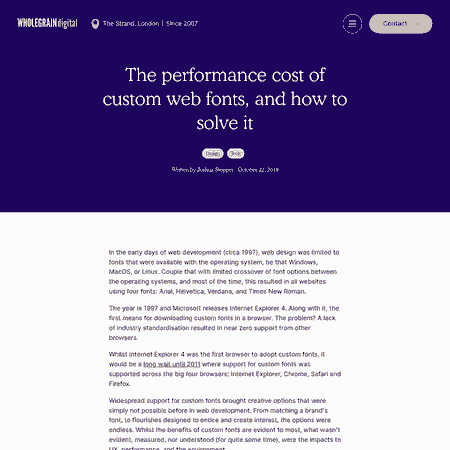 WHOLEGRAIN digital
The Strand, London | Since 2007
Contact
The performance cost of
custom web fonts, and how to
solve it
Design
Tech
Written by Joshua Stopper - October 22, 2019
In the early days of web development (circa 1997), web design was limited to
fonts that were available with the operating system, be that Windows,
MacOS, or Linux. Couple that with limited crossover of font options between
the operating systems, and most of the time, this resulted in all websites
using four fonts: Arial, Helvetica, Verdana, and Times New Roman.
The year is 1997 and Microsoft releases Internet Explorer 4. Along with it, the
first means for downloading custom fonts in a browser. The problem? A lack
of industry standardisation resulted in near zero support from other
browsers.
Whilst Internet Explorer 4 was the first browser to adopt custom fonts, it
would be a long wait until 2011 where support for custom fonts was
supported across the big four browsers; Internet Explorer, Chrome, Safari and
Firefox.
Widespread support for custom fonts brought creative options that were
simply not possible before in web development. From matching a brand's
font, to flourishes designed to entice and create interest, the options were
endless. Whilst the benefits of custom fonts are evident to most, what wasn't
evident, measured, nor understood (for quite some time), were the impacts to
UX, performance, and the environment.